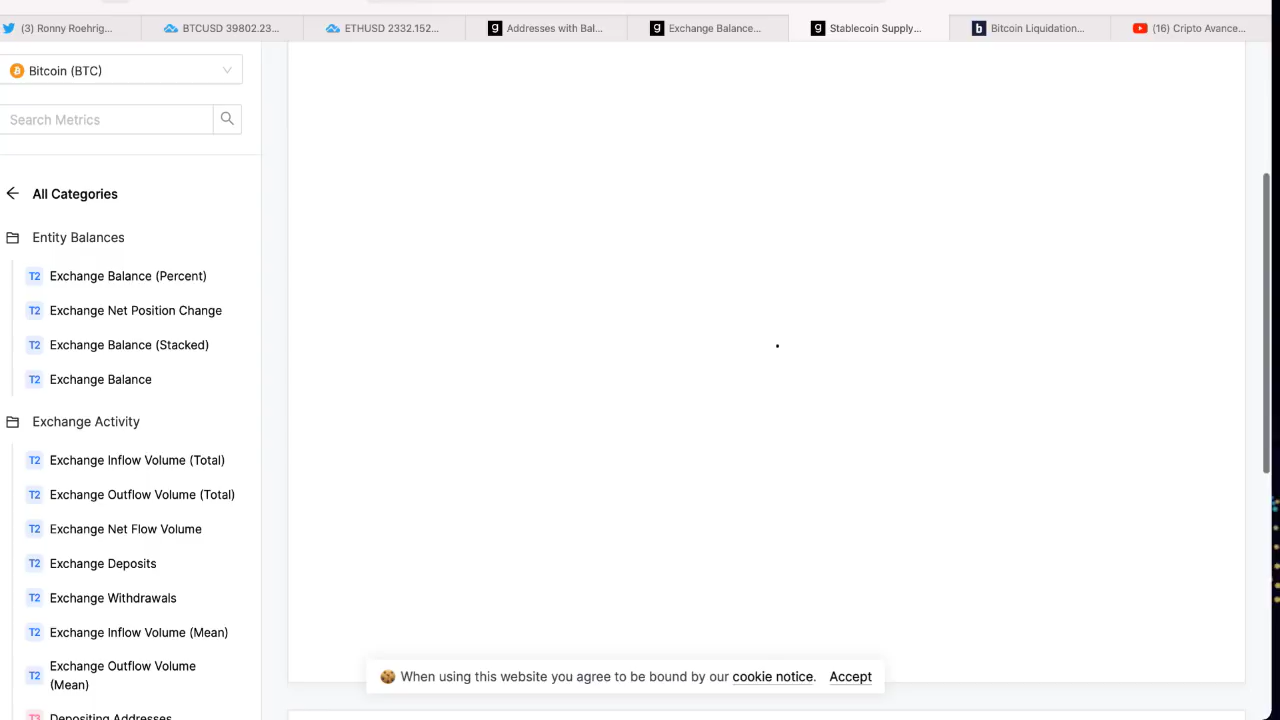 (3) Ronny Roehrig...
BTCUSD 39802.23...
ETHUSD 2332.152...
Addresses with Bal...
Exchange Balance...
Stablecoin Supply...
Bitcoin Liquidation...
(16) Cripto Avance...
Bitcoin (BTC)
Search Metrics
All Categories
Entity Balances
T2 Exchange Balance (Percent)
T2 Exchange Net Position Change
T2 Exchange Balance (Stacked)
T2 Exchange Balance
Exchange Activity
T2 Exchange Inflow Volume (Total)
T2 Exchange Outflow Volume (Total)
T2 Exchange Net Flow Volume
T2 Exchange Deposits
T2 Exchange Withdrawals
T2 Exchange Inflow Volume (Mean)
T2 Exchange Outflow Volume
(Mean)
T3 Depositing Addresses
When using this website you agree to be bound by our cookie notice. Accept